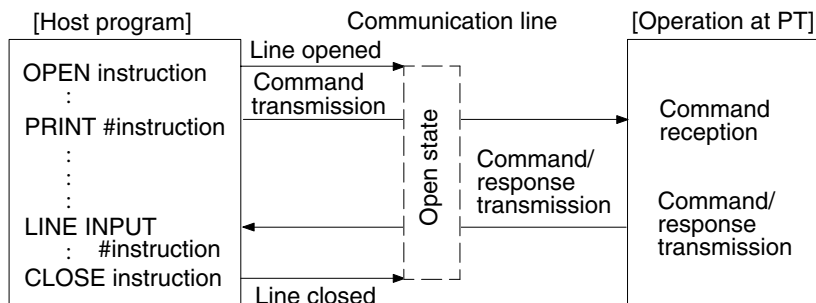 [Host program]
Communication line
[Operation at PT]
OPEN instruction
:
PRINT #instruction
:
:
:
:
LINE INPUT
: #instruction
CLOSE instruction
Line opened
Command
transmission
Open state
Command/
response
transmission
Line closed
Command
reception
Command/
response
transmission